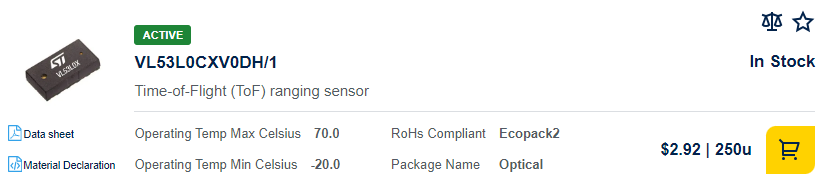 ACTIVE
VL53L0CXV0DH/1
In Stock
Time-of-Flight (ToF) ranging sensor
ST
VL53L0X
Data sheet
Operating Temp Max Celsius 70.0 RoHs Compliant Ecopack2
$2.92 | 250u
Material Declaration
Operating Temp Min Celsius -20.0 Package Name Optical